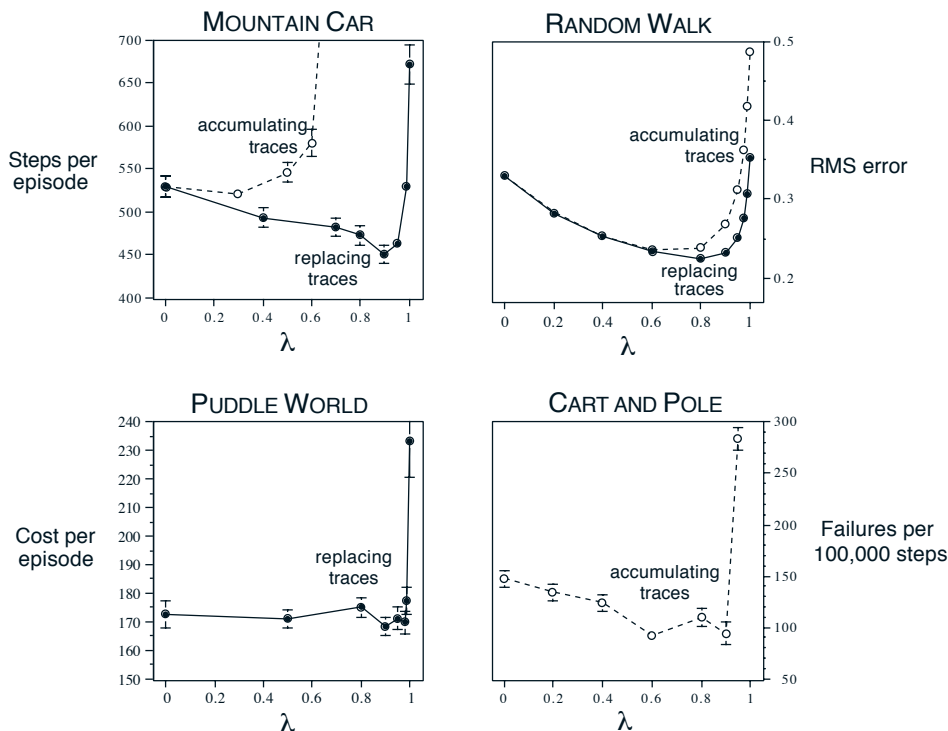 MOUNTAIN CAR
700
650
600
550
500
450
400
Steps per
episode
accumulating
traces
replacing
traces
0 0.2 0.4 0.6 0.8 1
λ
RANDOM WALK
0.5
0.4
0.3
0.2
RMS error
accumulating
traces
replacing
traces
0 0.2 0.4 0.6 0.8 1
λ
PUDDLE WORLD
240
230
220
210
200
190
180
170
160
150
Cost per
episode
replacing
traces
0 0.2 0.4 0.6 0.8 1
λ
CART AND POLE
300
250
200
150
100
50
Failures per
100,000 steps
accumulating
traces
0 0.2 0.4 0.6 0.8 1
λ